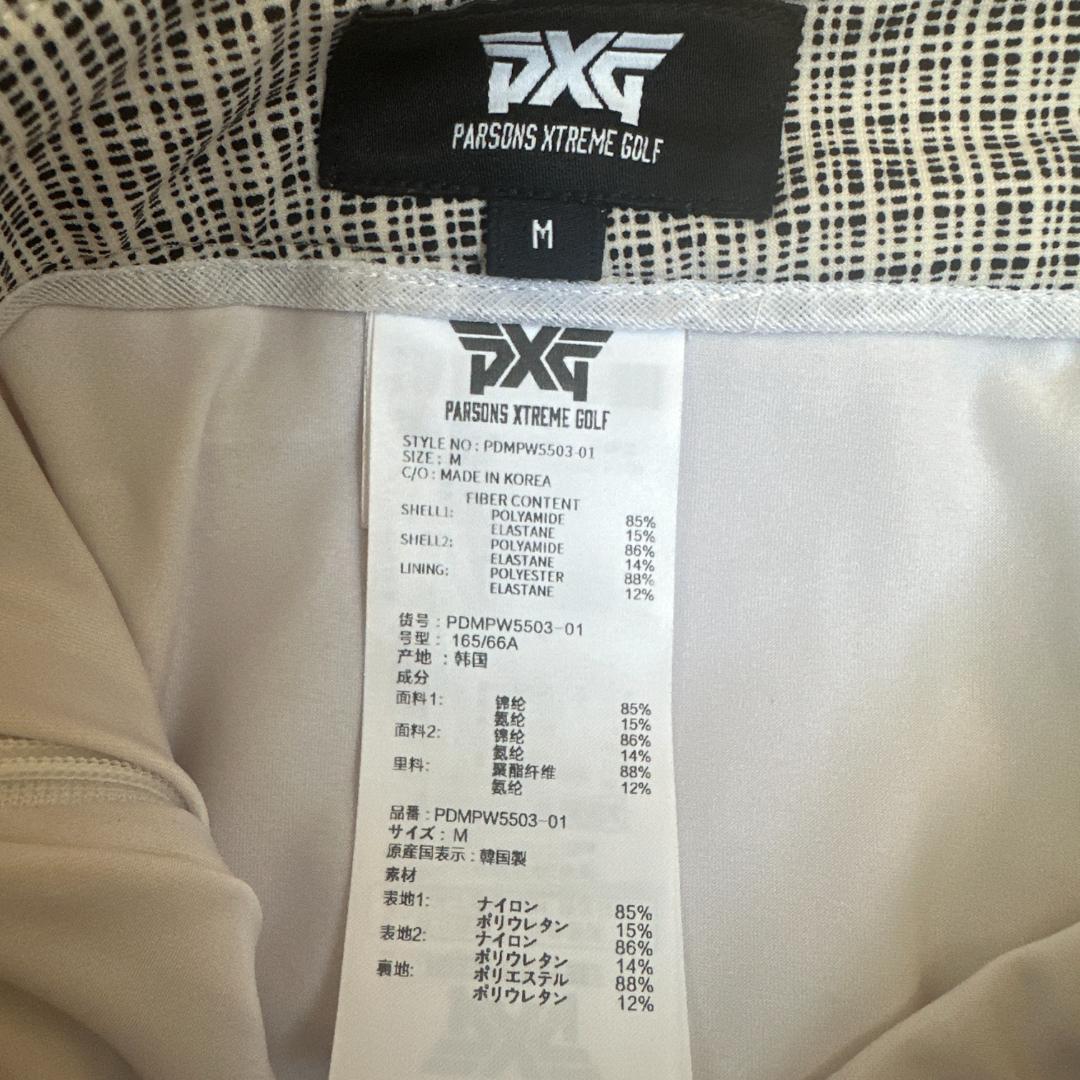 PXG
PARSONS XTREME GOLF
M
PXG
PARSONS XTREME GOLF
STYLE NO : PDMPW5503-01
SIZE : M
C/O : MADE IN KOREA
FIBER CONTENT
SHELL1: POLYAMIDE 85%
ELASTANE 15%
SHELL2: POLYAMIDE 86%
ELASTANE 14%
LINING: POLYESTER 88%
ELASTANE 12%
货号 : PDMPW5503-01
号型 : 165/66A
产地 : 韩国
成分
面料1: 锦纶 85%
氨纶 15%
面料2: 锦纶 86%
氨纶 14%
里料: 聚酯纤维 88%
氨纶 12%
品番 : PDMPW5503-01
サイズ : M
原産国表示 : 韓国製
素材
表地1: ナイロン 85%
ポリウレタン 15%
表地2: ナイロン 86%
ポリウレタン 14%
裏地: ポリエステル 88%
ポリウレタン 12%